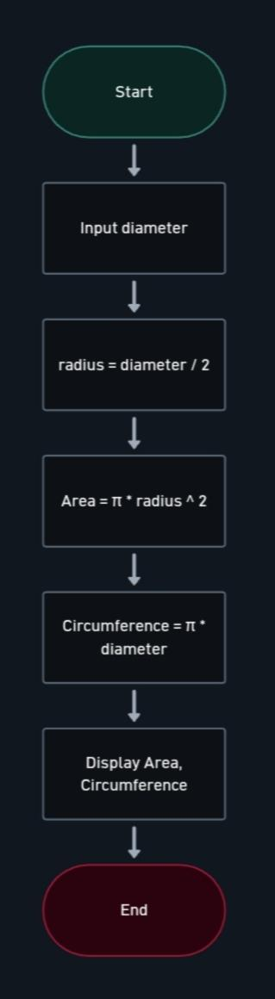 Start
Input diameter
radius = diameter / 2
Area = π * radius ^ 2
Circumference = π *
diameter
Display Area,
Circumference
End